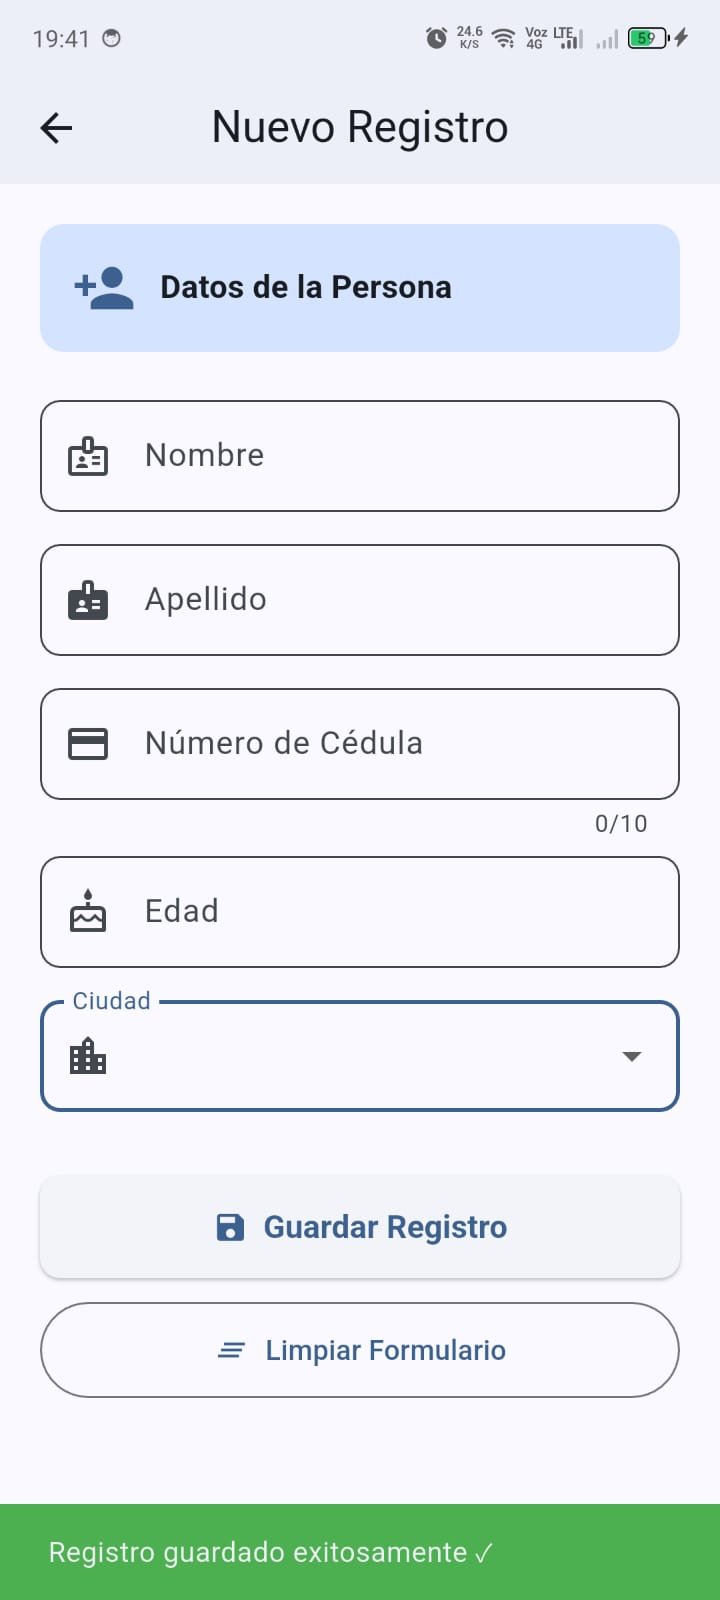 19:41
24.6
K/S
Voz
4G
LTE
59
Nuevo Registro
Datos de la Persona
Nombre
Apellido
Número de Cédula
0/10
Edad
Ciudad
Guardar Registro
Limpiar Formulario
Registro guardado exitosamente ✓